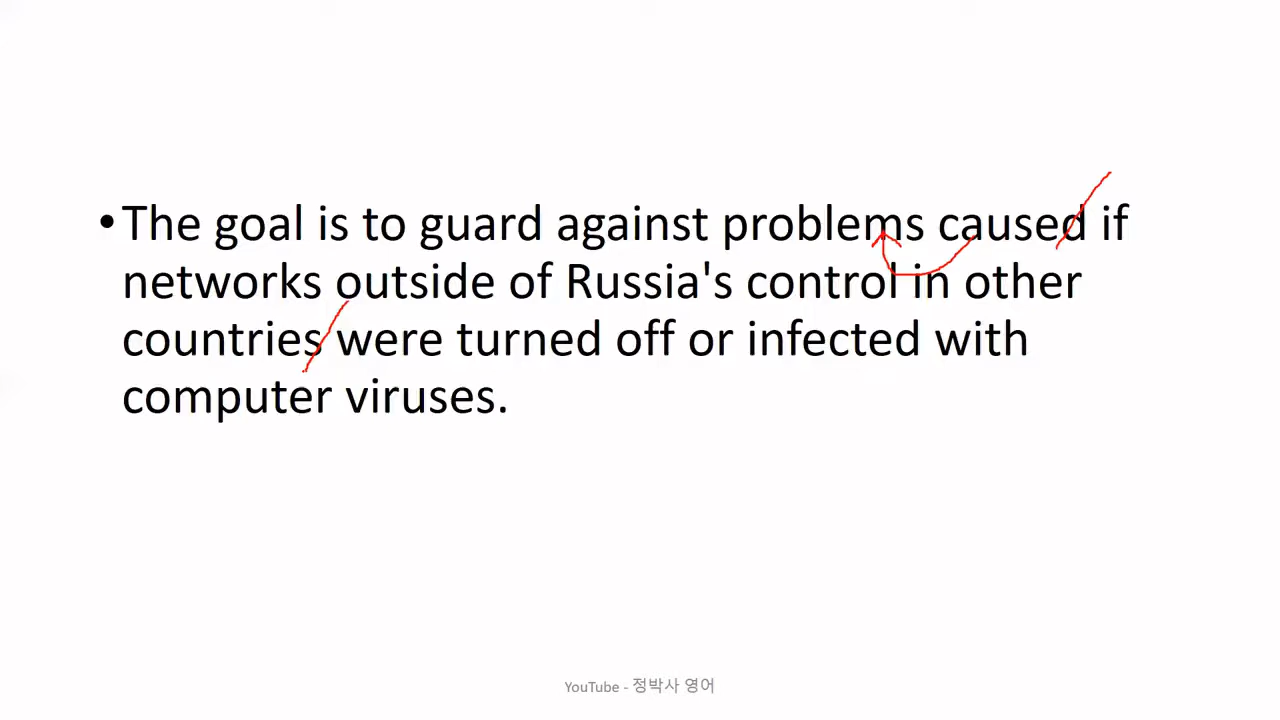 •The goal is to guard against problems caused if
networks outside of Russia's control in other
countries were turned off or infected with
computer viruses.
YouTube - 정박사 영어